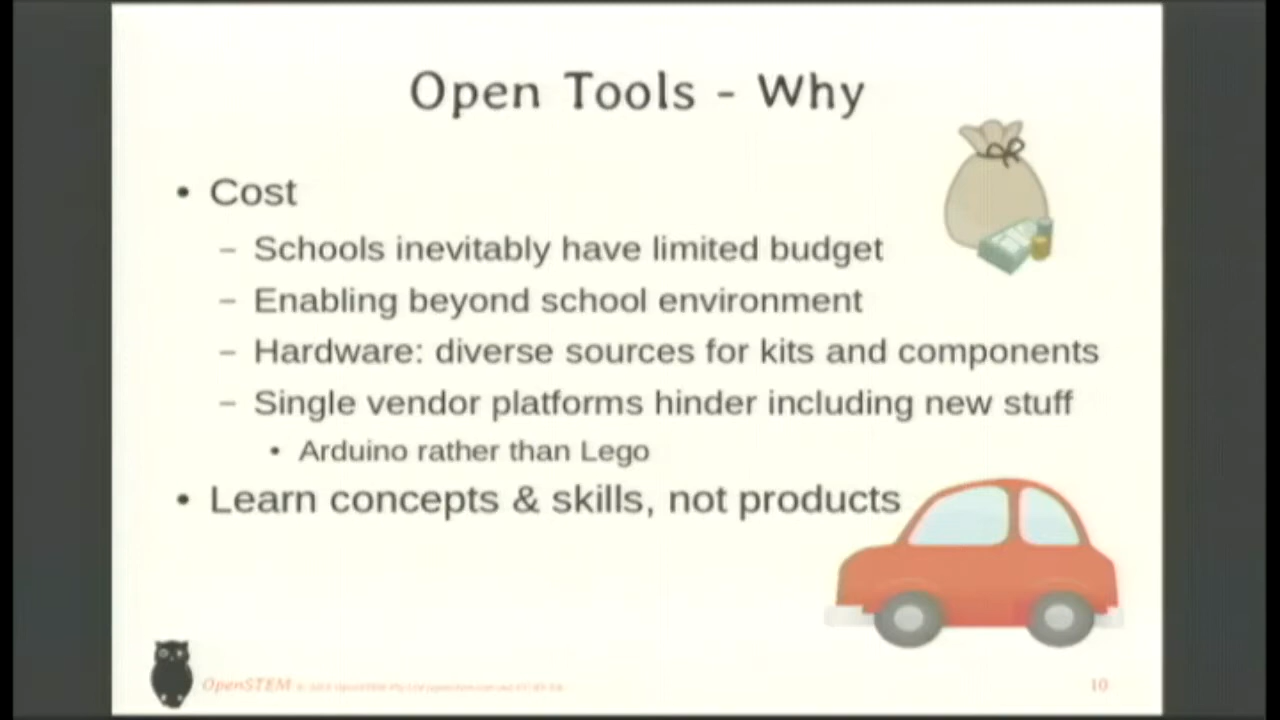 Open Tools - Why
• Cost
– Schools inevitably have limited budget
– Enabling beyond school environment
– Hardware: diverse sources for kits and components
– Single vendor platforms hinder including new stuff
• Arduino rather than Lego
• Learn concepts & skills, not products
OpenSTEM
10